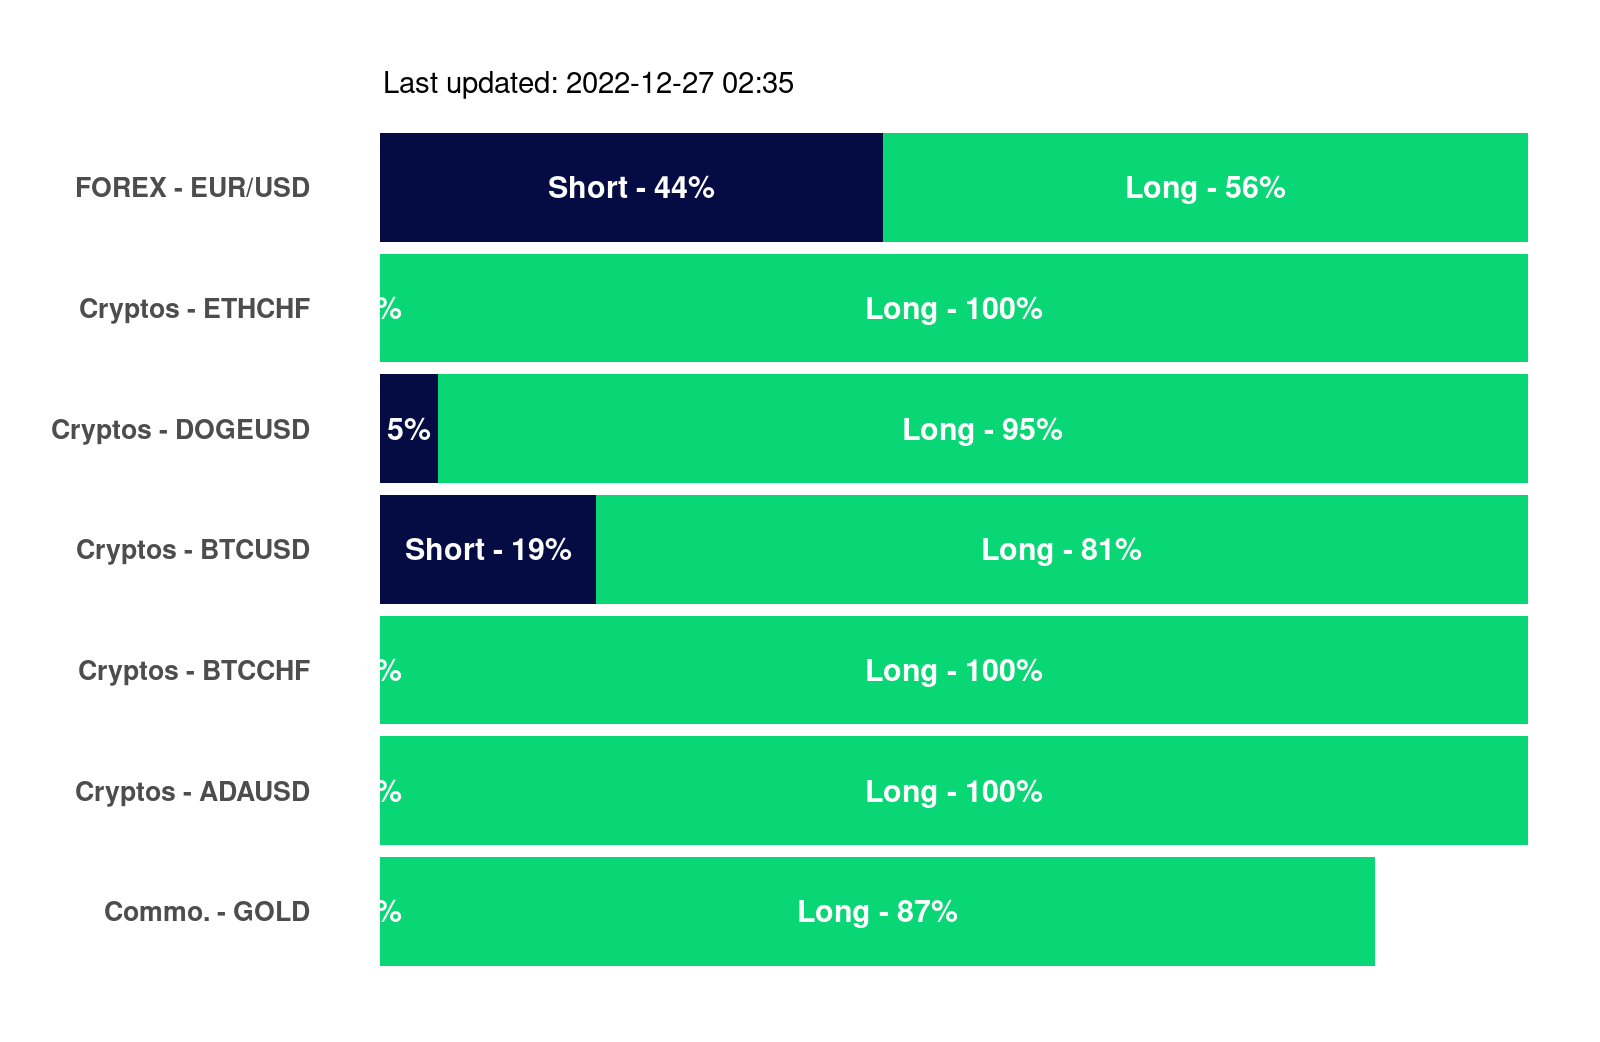 Last updated: 2022-12-27 02:35
FOREX - EUR/USD Short - 44% Long - 56%
Cryptos - ETHCHF % Long - 100%
Cryptos - DOGEUSD 5% Long - 95%
Cryptos - BTCUSD Short - 19% Long - 81%
Cryptos - BTCCHF % Long - 100%
Cryptos - ADAUSD % Long - 100%
Commo. - GOLD % Long - 87%